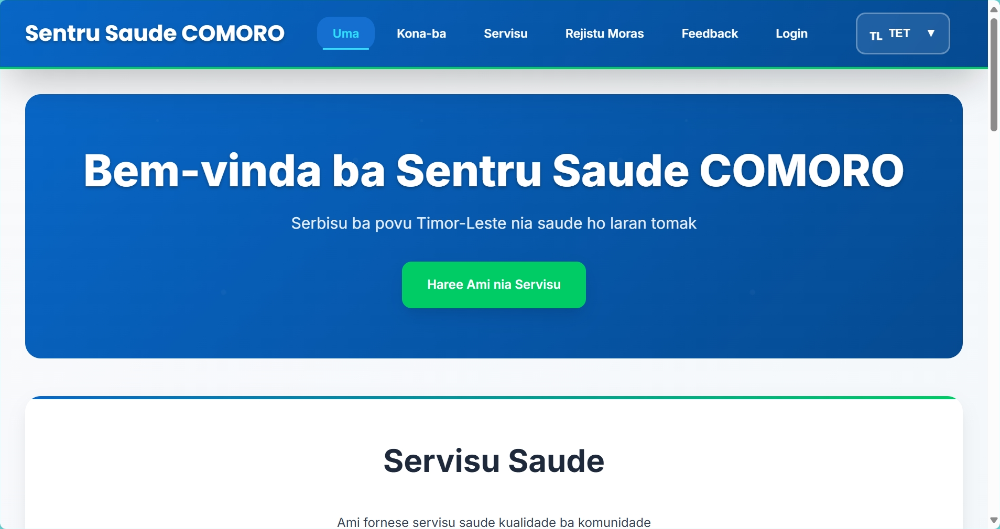 Sentru Saude COMORO
Uma
Kona-ba
Servisu
Rejistu Moras
Feedback
Login
TL TET ▼
Bem-vinda ba Sentru Saude COMORO
Serbisu ba povu Timor-Leste nia saude ho laran tomak
Haree Ami nia Servisu
Servisu Saude
Ami fornese servisu saude kualidade ba komunidade